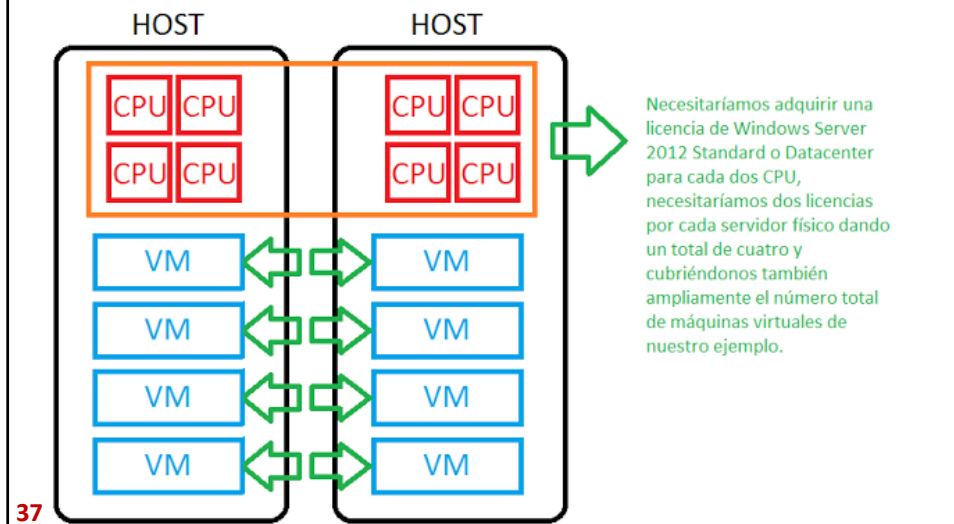 HOST HOST
CPU CPU CPU CPU
CPU CPU CPU CPU
VM VM
VM VM
VM VM
VM VM
Necesitaríamos adquirir una
licencia de Windows Server
2012 Standard o Datacenter
para cada dos CPU,
necesitaríamos dos licencias
por cada servidor físico dando
un total de cuatro y
cubriéndonos también
ampliamente el número total
de máquinas virtuales de
nuestro ejemplo.
37